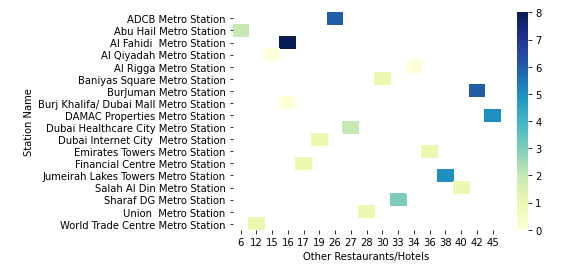 ADCB Metro Station
Abu Hail Metro Station
Al Fahidi  Metro Station
Al Qiyadah Metro Station
Al Rigga Metro Station
Baniyas Square Metro Station
BurJuman Metro Station
Burj Khalifa/ Dubai Mall Metro Station
DAMAC Properties Metro Station
Dubai Healthcare City Metro Station
Dubai Internet City  Metro Station
Emirates Towers Metro Station
Financial Centre Metro Station
Jumeirah Lakes Towers Metro Station
Salah Al Din Metro Station
Sharaf DG Metro Station
Union  Metro Station
World Trade Centre Metro Station
Station Name
6 12 15 16 17 19 26 27 28 30 33 34 36 38 40 42 45
Other Restaurants/Hotels
8
7
6
5
4
3
2
1
0